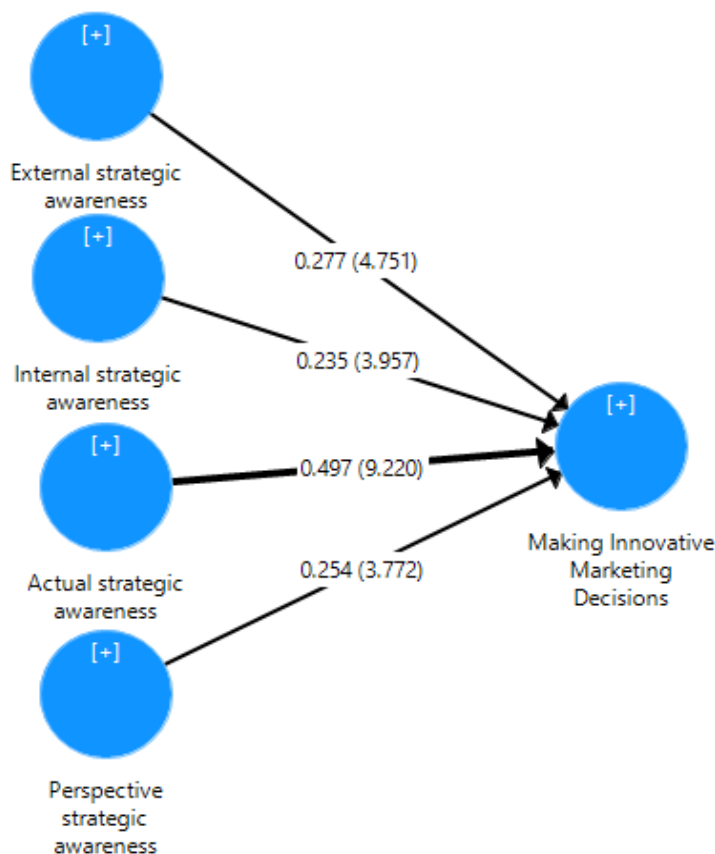 [+]
External strategic
awareness
[+]
0.277 (4.751)
Internal strategic
awareness
0.235 (3.957)
[+]
Making Innovative
Marketing
Decisions
[+]
0.497 (9.220)
Actual strategic
awareness
0.254 (3.772)
[+]
Perspective
strategic
awareness